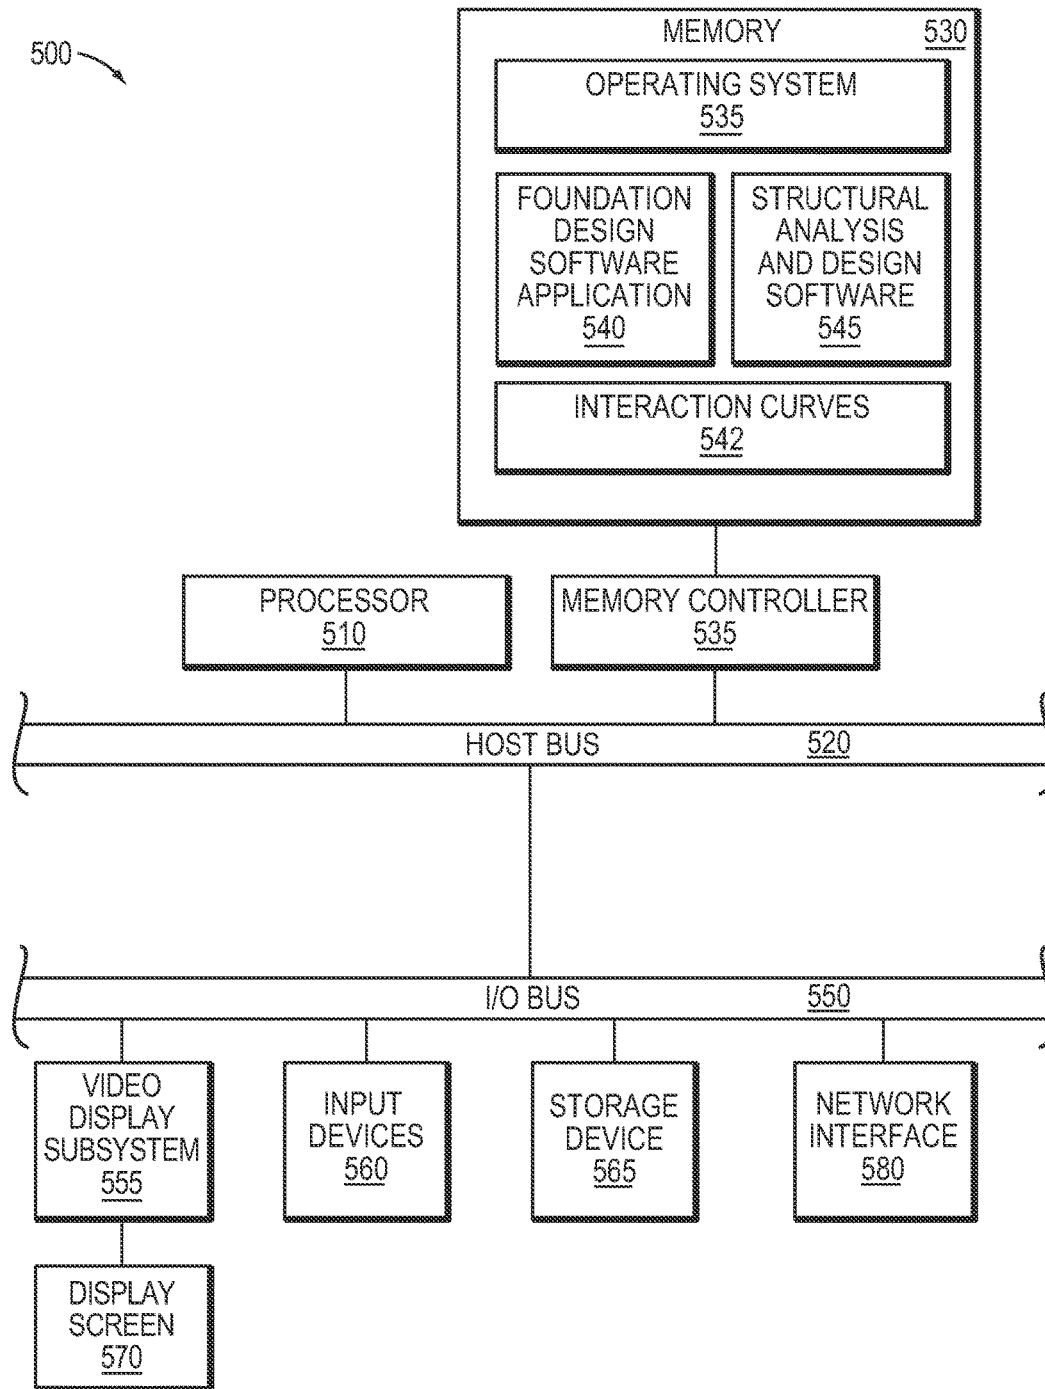 500
MEMORY 530
OPERATING SYSTEM
535
FOUNDATION
DESIGN
SOFTWARE
APPLICATION
540
STRUCTURAL
ANALYSIS
AND DESIGN
SOFTWARE
545
INTERACTION CURVES
542
PROCESSOR
510
MEMORY CONTROLLER
535
HOST BUS 520
I/O BUS 550
VIDEO
DISPLAY
SUBSYSTEM
555
INPUT
DEVICES
560
STORAGE
DEVICE
565
NETWORK
INTERFACE
580
DISPLAY
SCREEN
570